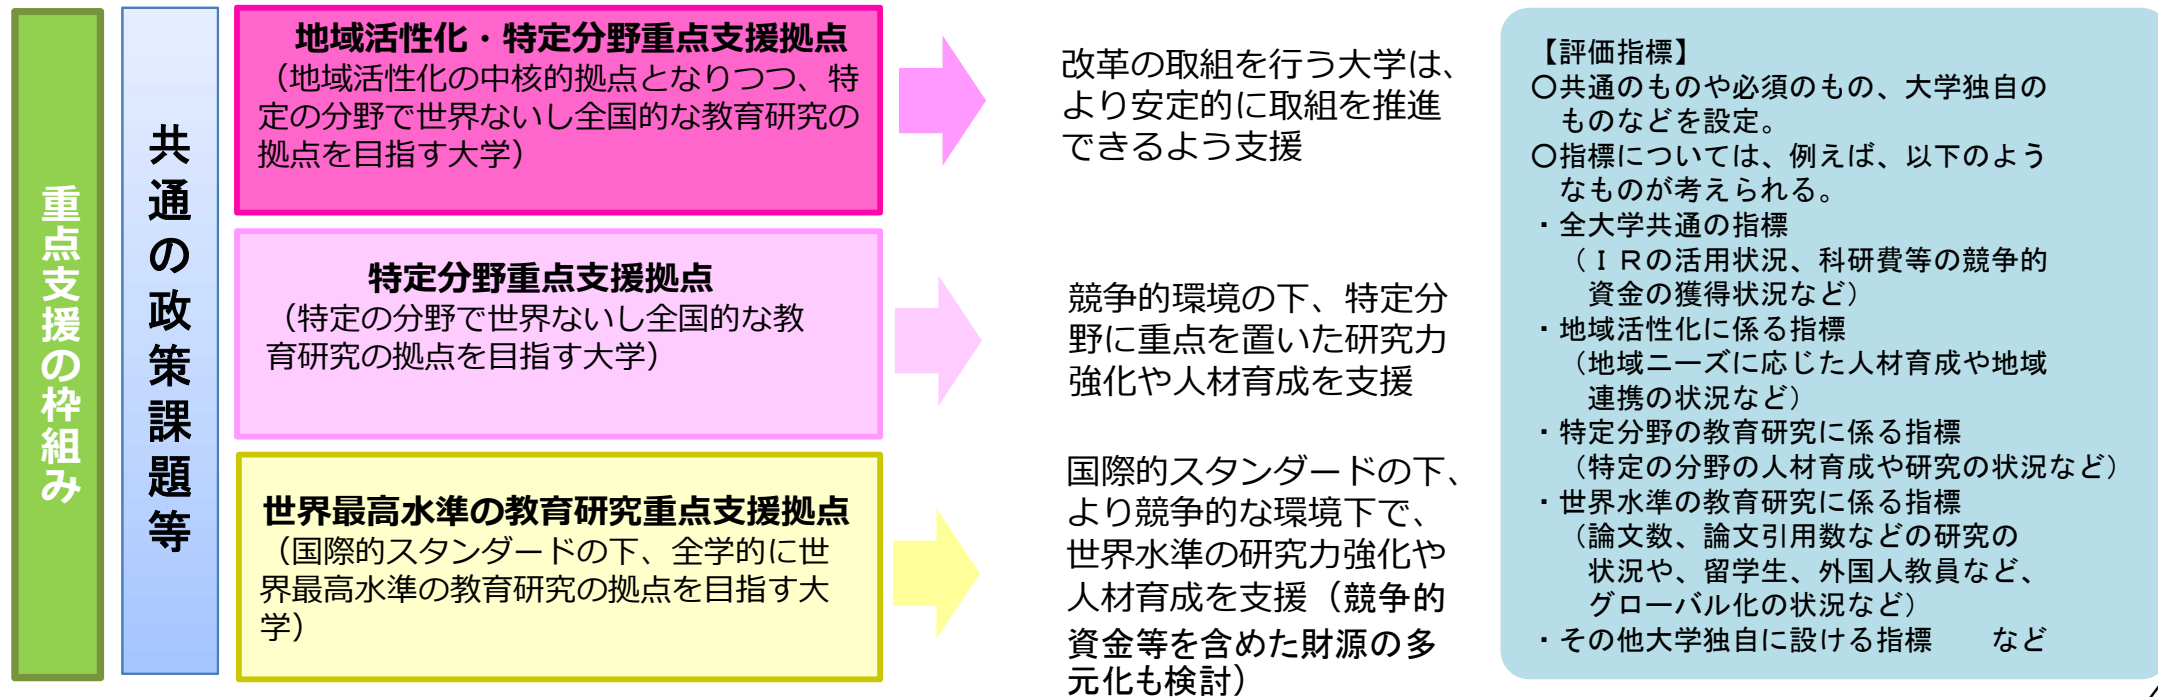 重点支援の枠組み
共通の政策課題等
地域活性化・特定分野重点支援拠点
（地域活性化の中核的拠点となりつつ、特
定の分野で世界ないし全国的な教育研究の
拠点を目指す大学）
改革の取組を行う大学は、
より安定的に取組を推進
できるよう支援
特定分野重点支援拠点
（特定の分野で世界ないし全国的な教
育研究の拠点を目指す大学）
競争的環境の下、特定分
野に重点を置いた研究力
強化や人材育成を支援
世界最高水準の教育研究重点支援拠点
（国際的スタンダードの下、全学的に世
界最高水準の教育研究の拠点を目指す大
学）
国際的スタンダードの下、
より競争的な環境下で、
世界水準の研究力強化や
人材育成を支援（競争的
資金等を含めた財源の多
元化も検討）
【評価指標】
〇共通のものや必須のもの、大学独自の
ものなどを設定。
〇指標については、例えば、以下のよう
なものが考えられる。
・全大学共通の指標
（ＩＲの活用状況、科研費等の競争的
資金の獲得状況など）
・地域活性化に係る指標
（地域ニーズに応じた人材育成や地域
連携の状況など）
・特定分野の教育研究に係る指標
（特定の分野の人材育成や研究の状況など）
・世界水準の教育研究に係る指標
（論文数、論文引用数などの研究の
状況や、留学生、外国人教員など、
グローバル化の状況など）
・その他大学独自に設ける指標　　など